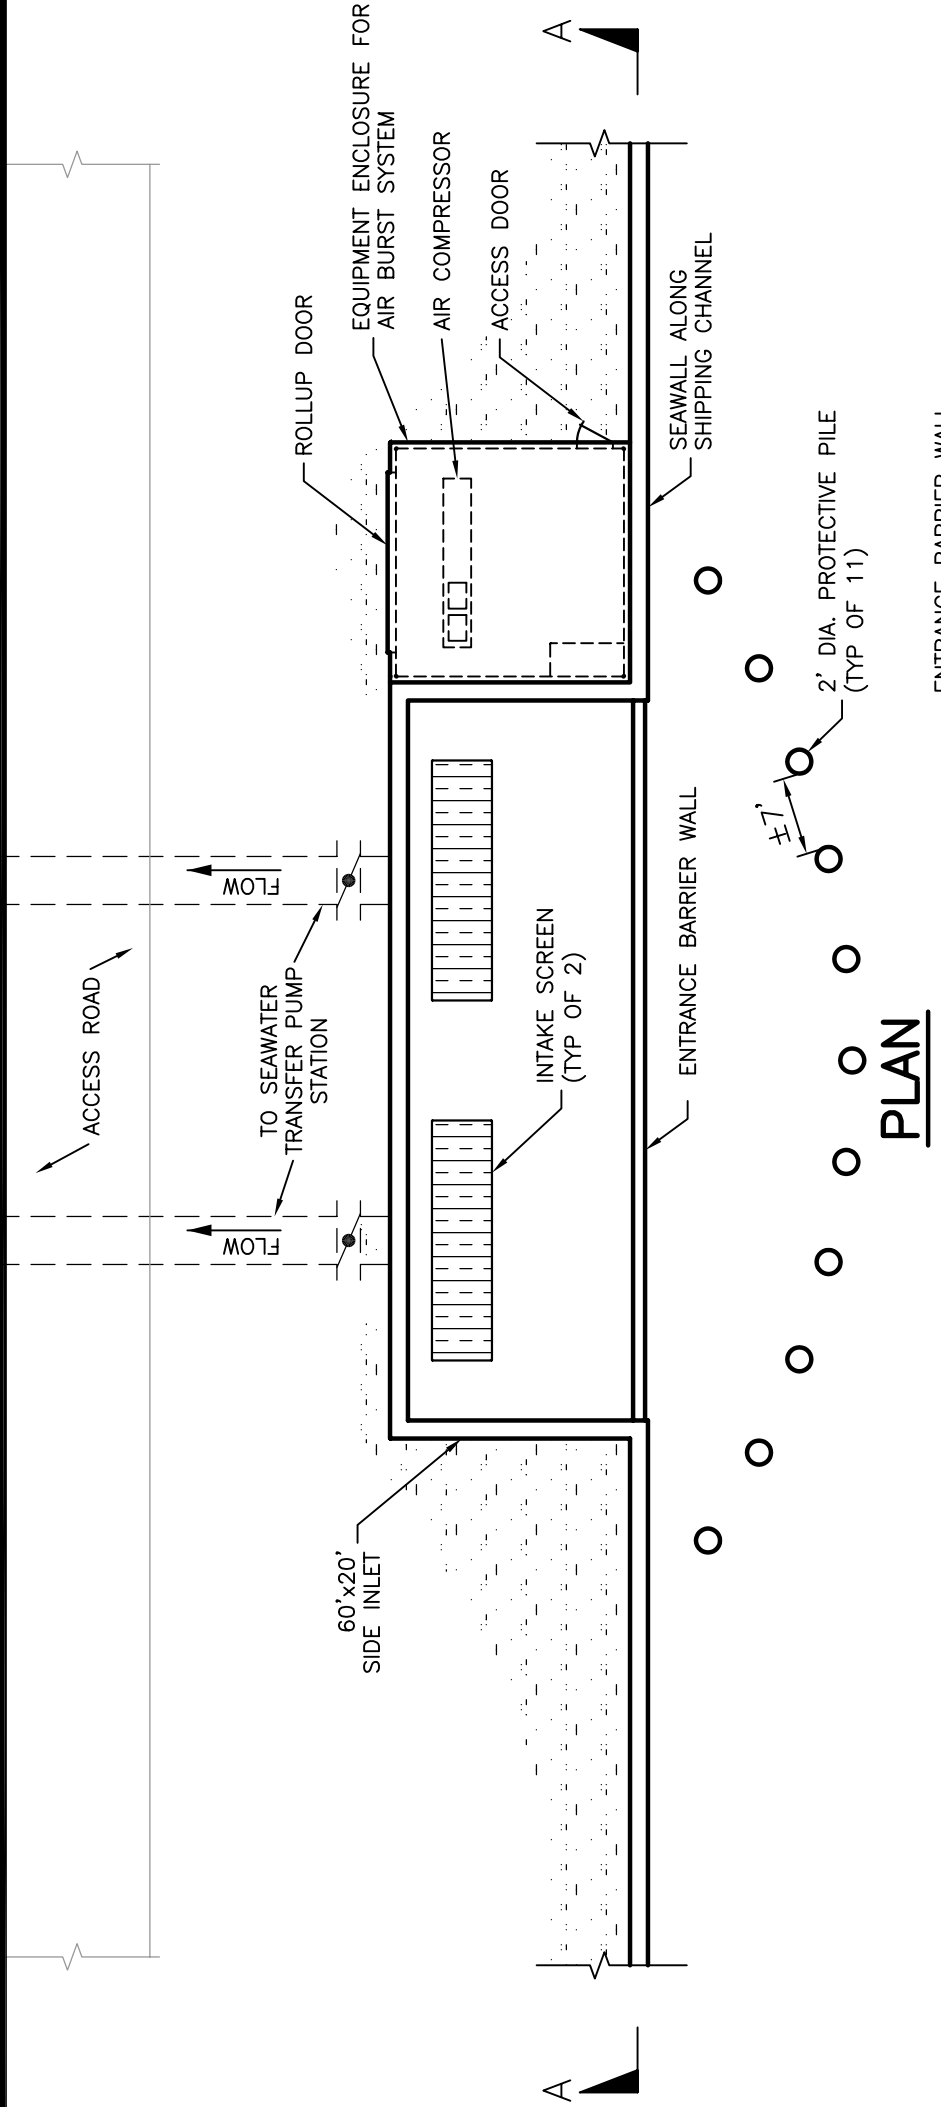 ACCESS ROAD
TO SEAWATER
TRANSFER PUMP
STATION
FLOW
FLOW
ROLLUP DOOR
EQUIPMENT ENCLOSURE FOR
AIR BURST SYSTEM
AIR COMPRESSOR
ACCESS DOOR
A
A
60'x20'
SIDE INLET
INTAKE SCREEN
(TYP OF 2)
ENTRANCE BARRIER WALL
SEAWALL ALONG
SHIPPING CHANNEL
±7'
2' DIA. PROTECTIVE PILE
(TYP OF 11)
PLAN
ENTRANCE BARRIER WALL